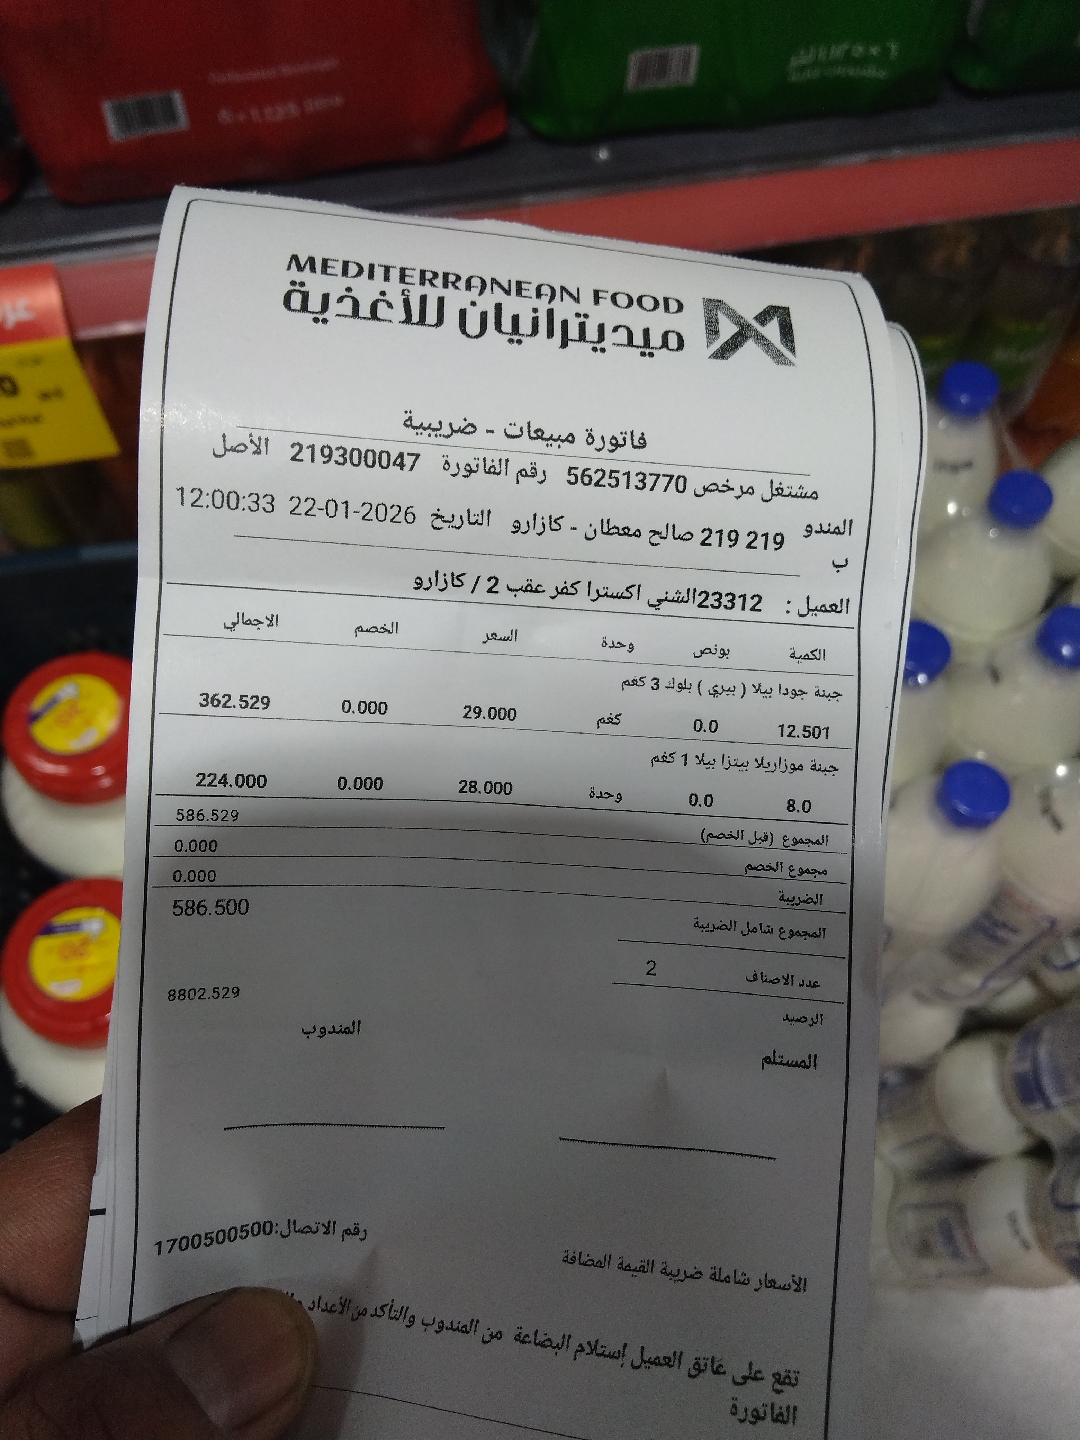 MEDITERRANEAN FOOD
ميديترانيان للأغذية
فاتورة مبيعات - ضريبية
مشتغل مرخص 562513770 رقم الفاتورة 219300047 الأصل
المندوب 219 219 صالح معطان - كازارو التاريخ 22-01-2026 12:00:33
العميل : 23312الشني اكسترا كفر عقب 2 / كازارو
الكمية بونص وحدة السعر الخصم الاجمالي
جبنة جودا بيلا ( بيري ) بلوك 3 كغم
12.501 0.0 كغم 29.000 0.000 362.529
جبنة موزاريلا بيتزا بيلا 1 كغم
8.0 0.0 وحدة 28.000 0.000 224.000
المجموع (قبل الخصم) 586.529
مجموع الخصم 0.000
الضريبة 0.000
المجموع شامل الضريبة 586.500
عدد الاصناف 2
الرصيد 8802.529
المستلم المندوب
رقم الاتصال:1700500500
الأسعار شاملة ضريبة القيمة المضافة
تقع على عاتق العميل إستلام البضاعة من المندوب والتأكد من الأعداد
الفاتورة